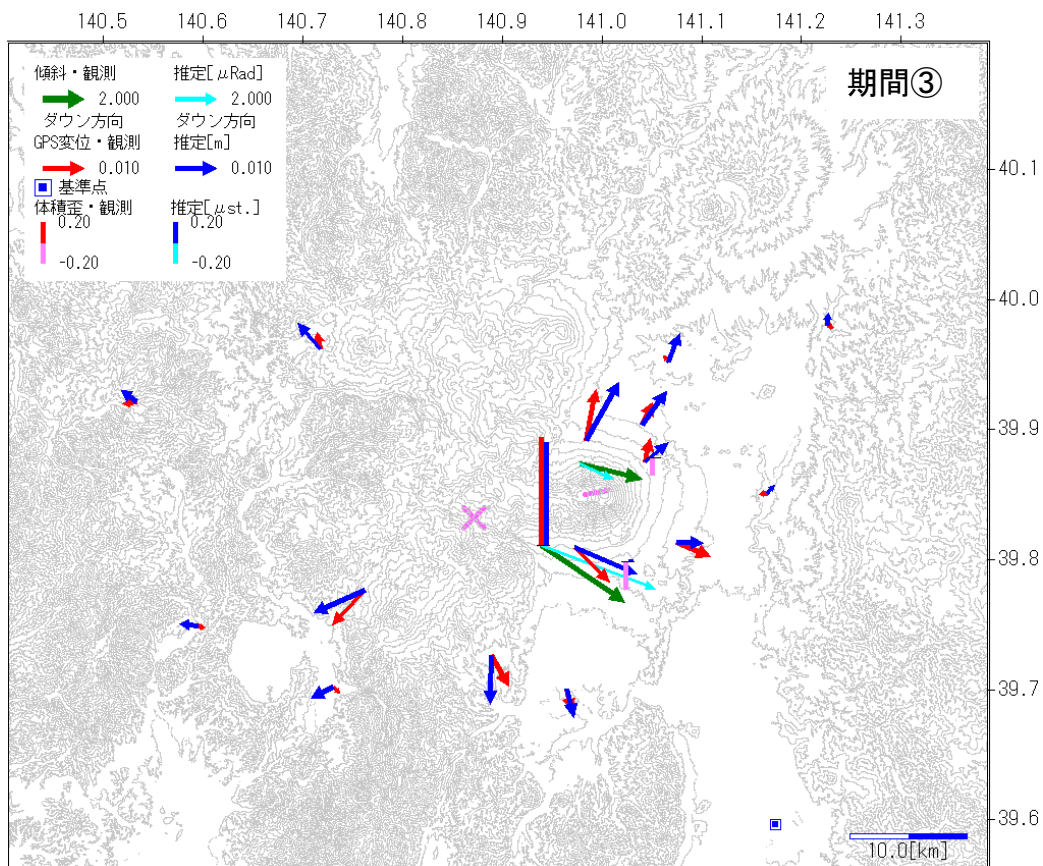 140.5 140.6 140.7 140.8 140.9 141.0 141.1 141.2 141.3
期間③
傾斜・観測 推定[μRad]
2.000 2.000
ダウン方向 ダウン方向
GPS変位・観測 推定[m]
0.010 0.010
基準点
体積歪・観測 推定[μst.]
0.20 0.20
-0.20 -0.20
40.1
40.0
39.9
39.8
39.7
39.6
10.0[km]